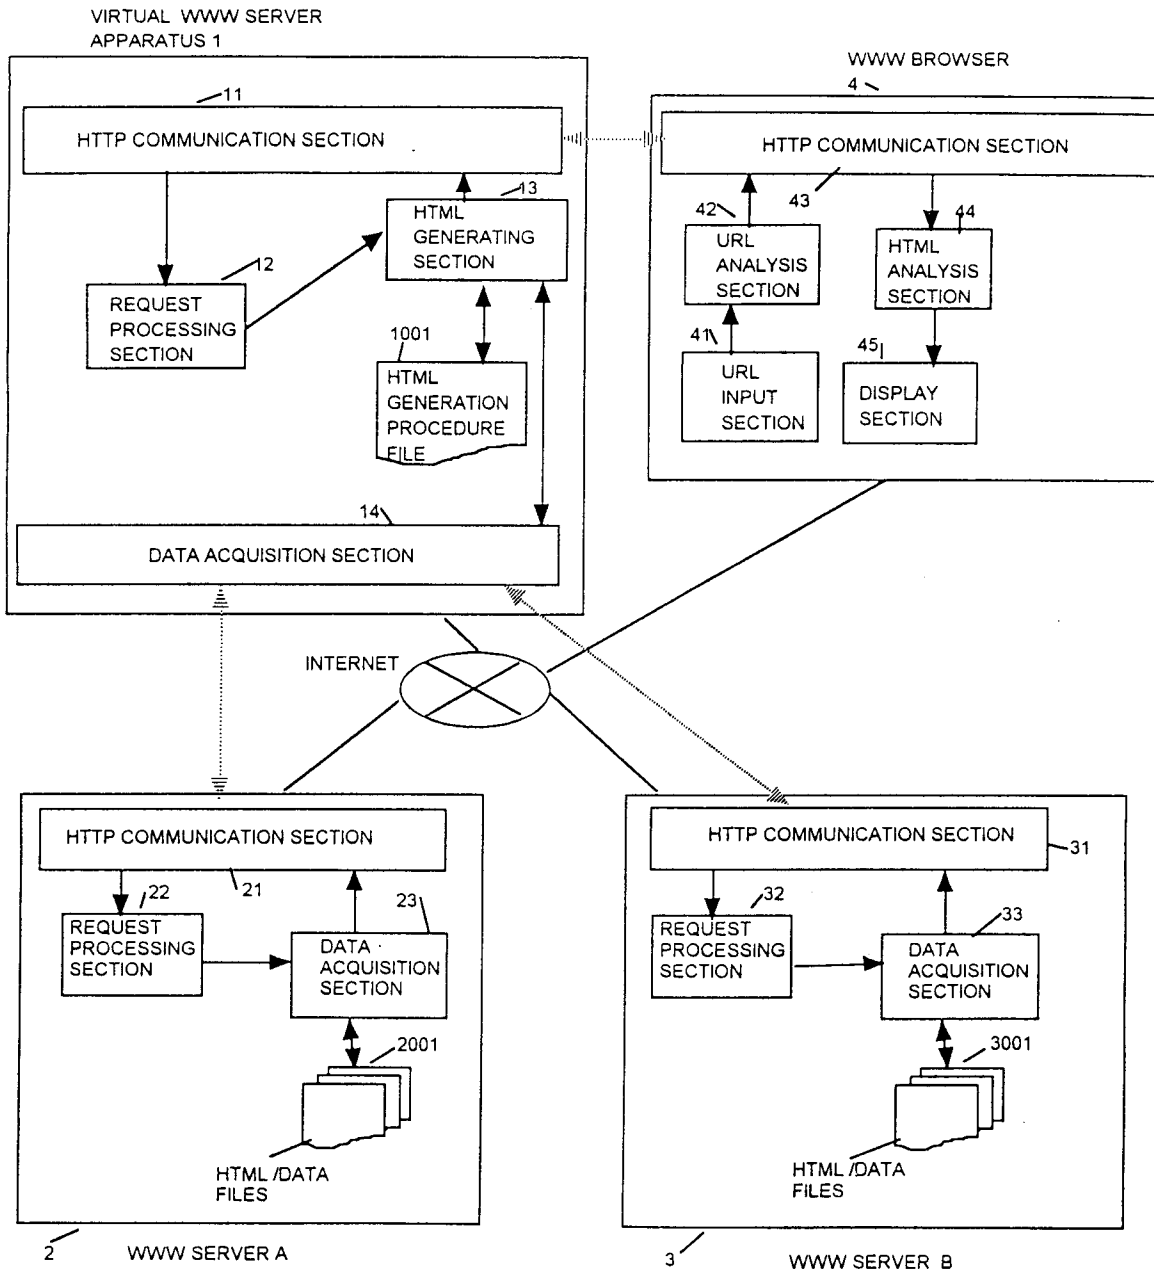 VIRTUAL WWW SERVER
APPARATUS 1
11
HTTP COMMUNICATION SECTION
13
HTML
GENERATING
SECTION
12
REQUEST
PROCESSING
SECTION
1001
HTML
GENERATION
PROCEDURE
FILE
14
DATA ACQUISITION SECTION
WWW BROWSER
4
HTTP COMMUNICATION SECTION
43
42
URL
ANALYSIS
SECTION
44
HTML
ANALYSIS
SECTION
41
URL
INPUT
SECTION
45
DISPLAY
SECTION
INTERNET
HTTP COMMUNICATION SECTION
21
22
REQUEST
PROCESSING
SECTION
23
DATA
ACQUISITION
SECTION
2001
HTML /DATA
FILES
2
WWW SERVER A
HTTP COMMUNICATION SECTION
31
32
REQUEST
PROCESSING
SECTION
33
DATA
ACQUISITION
SECTION
3001
HTML /DATA
FILES
3
WWW SERVER B